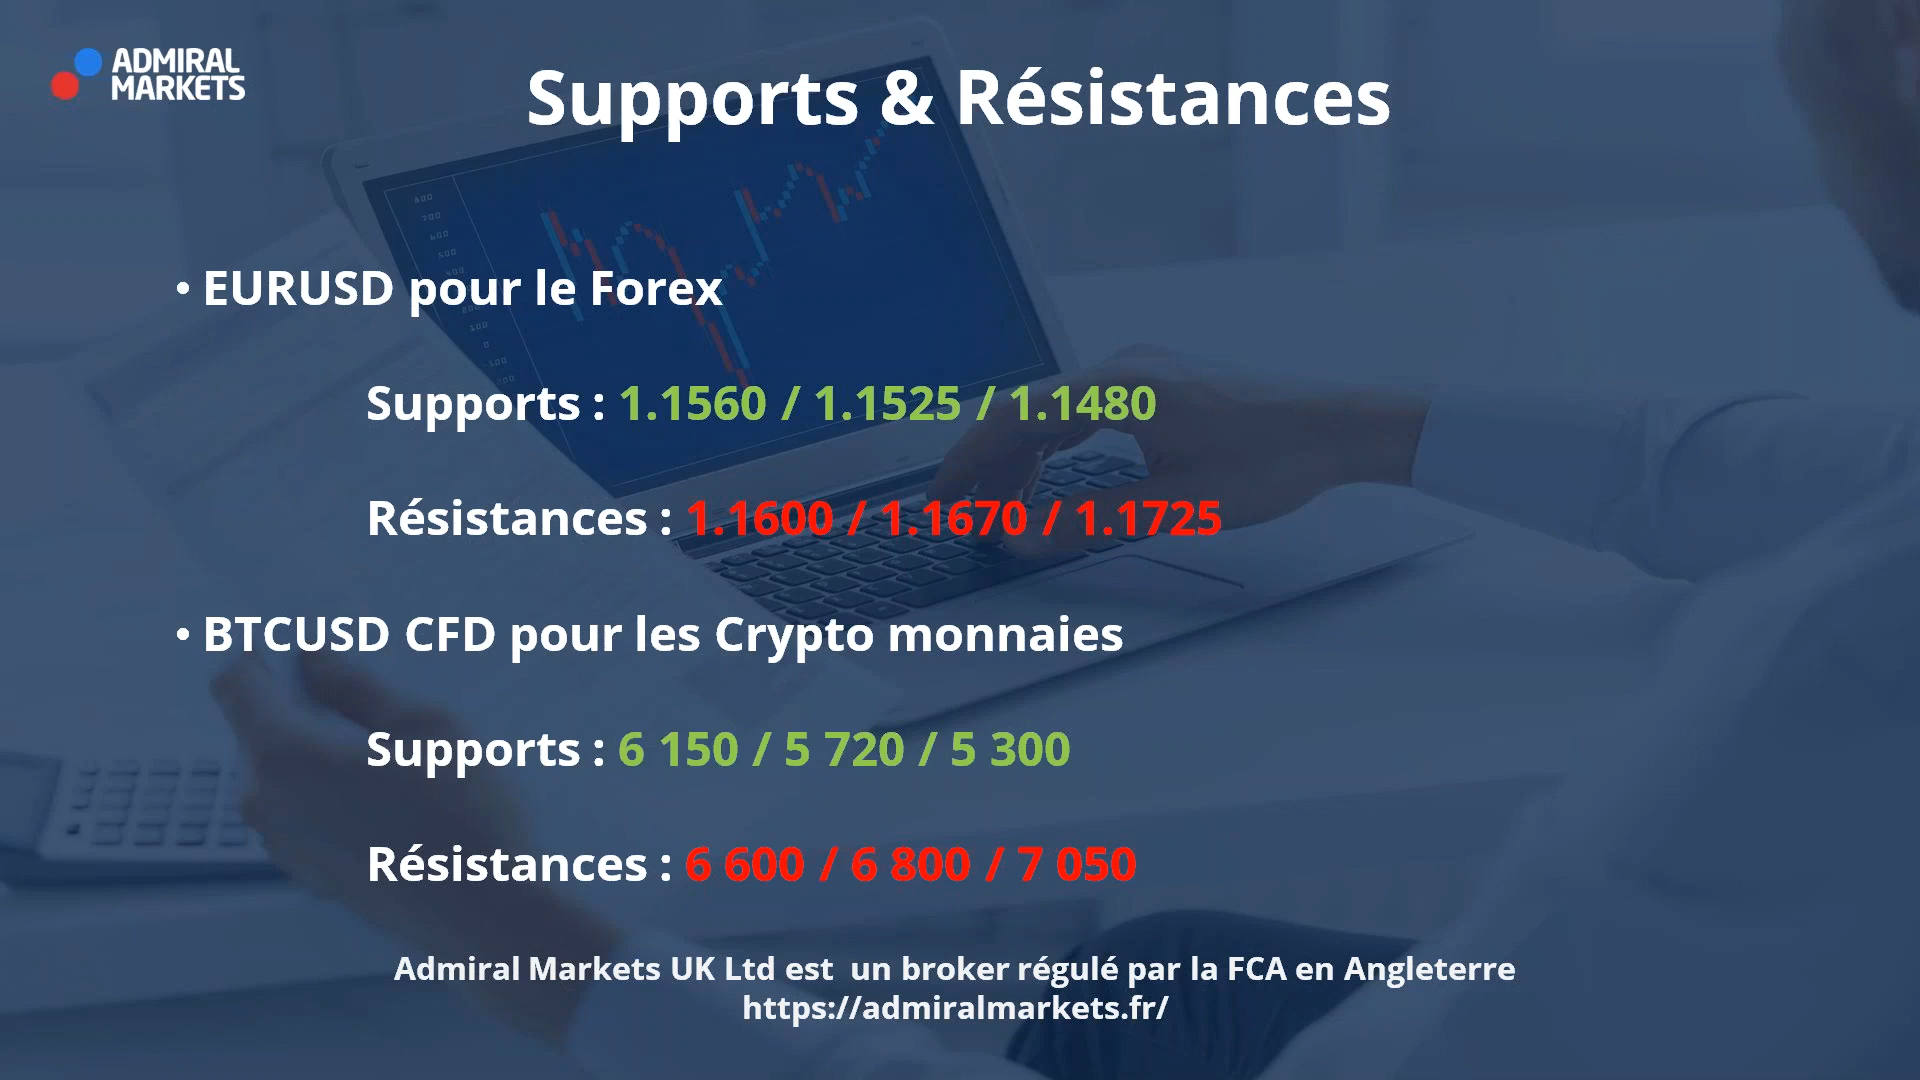 ADMIRAL
MARKETS
Supports & Résistances
• EURUSD pour le Forex
Supports : 1.1560 / 1.1525 / 1.1480
Résistances : 1.1600 / 1.1670 / 1.1725
• BTCUSD CFD pour les Crypto monnaies
Supports : 6 150 / 5 720 / 5 300
Résistances : 6 600 / 6 800 / 7 050
Admiral Markets UK Ltd est  un broker régulé par la FCA en Angleterre
https://admiralmarkets.fr/